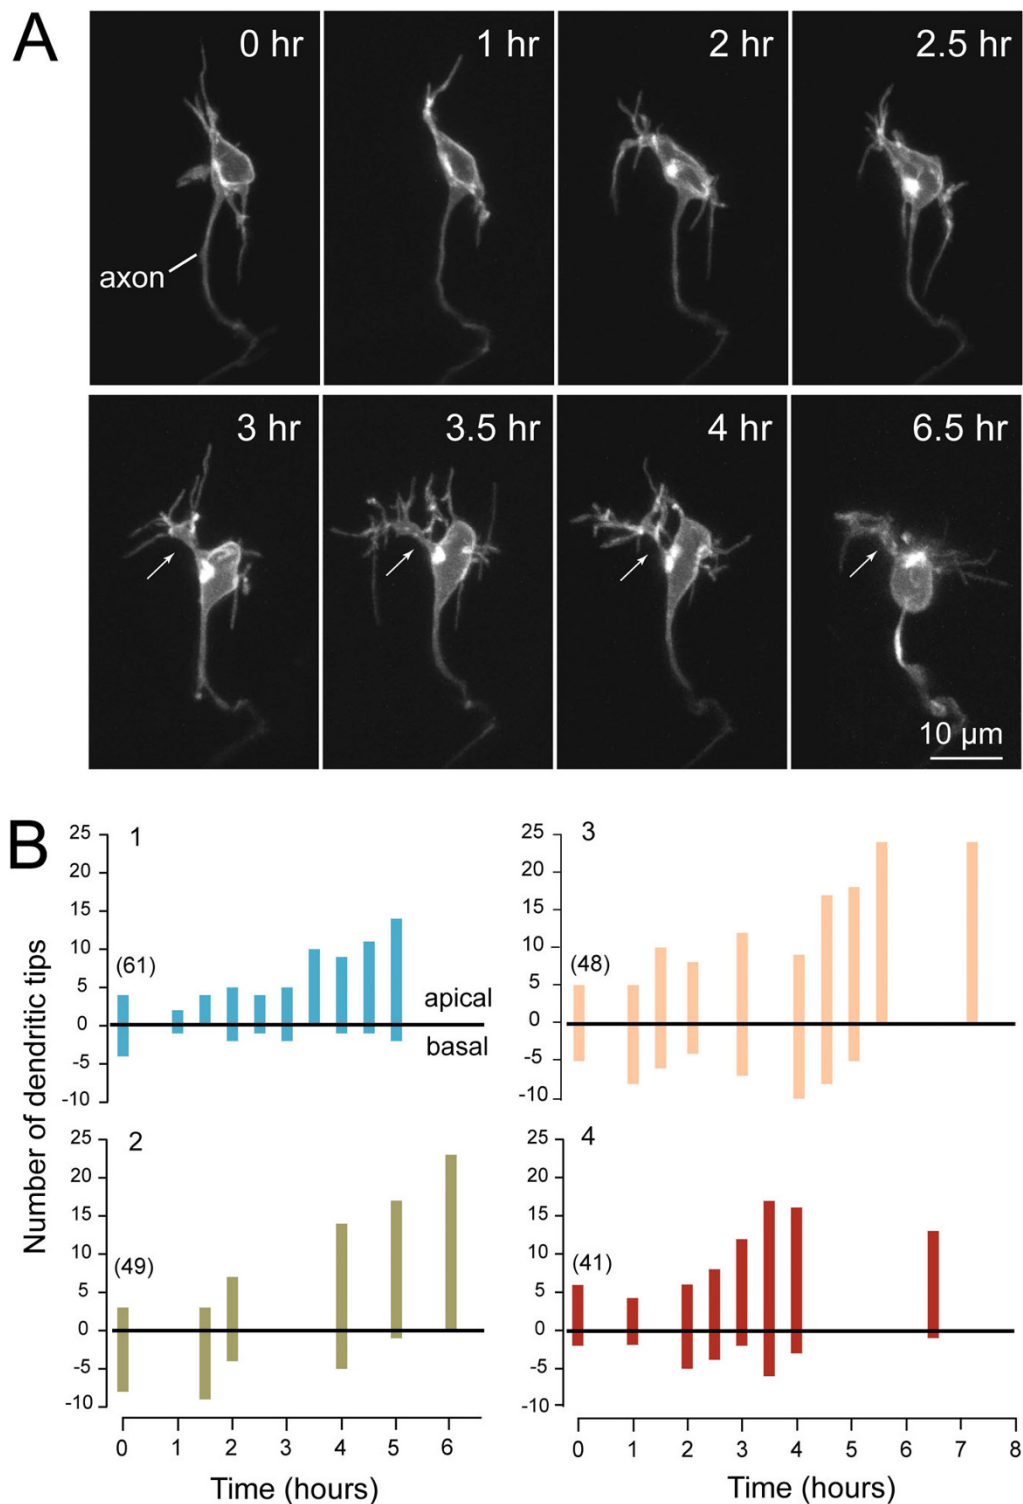 A
0 hr
1 hr
2 hr
2.5 hr
axon
3 hr
3.5 hr
4 hr
6.5 hr
10 µm
B
Number of dendritic tips
1
25
20
15
10
5
0
-5
-10
(61)
apical
basal
3
25
20
15
10
5
0
-5
-10
(48)
2
25
20
15
10
5
0
-5
-10
(49)
0 1 2 3 4 5 6
Time (hours)
4
25
20
15
10
5
0
-5
-10
(41)
0 1 2 3 4 5 6 7 8
Time (hours)